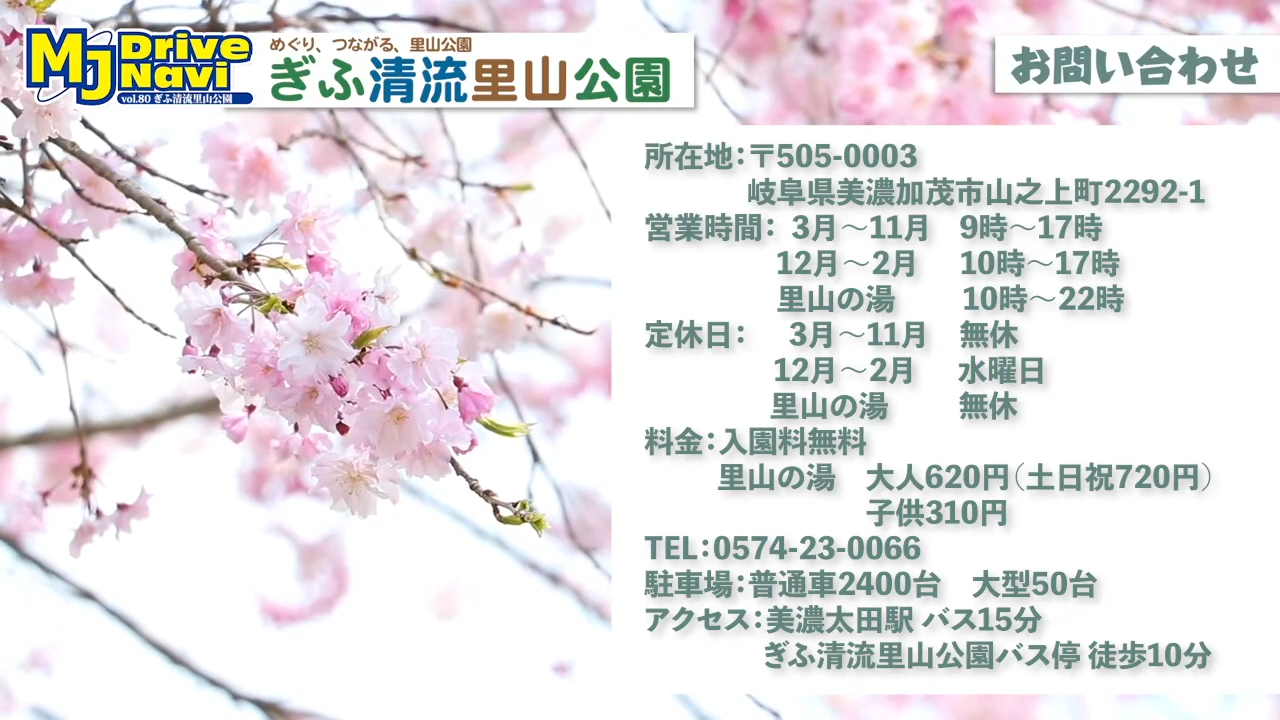 MJ Drive Navi
vol.80 ぎふ清流里山公園
めぐり、つながる、里山公園
ぎふ清流里山公園
お問い合わせ
所在地：〒505-0003
岐阜県美濃加茂市山之上町2292-1
営業時間： 3月～11月　9時～17時
12月～2月　10時～17時
里山の湯　10時～22時
定休日：　3月～11月　無休
12月～2月　水曜日
里山の湯　無休
料金：入園料無料
里山の湯　大人620円（土日祝720円）
子供310円
TEL：0574-23-0066
駐車場：普通車2400台　大型50台
アクセス：美濃太田駅 バス15分
ぎふ清流里山公園バス停 徒歩10分